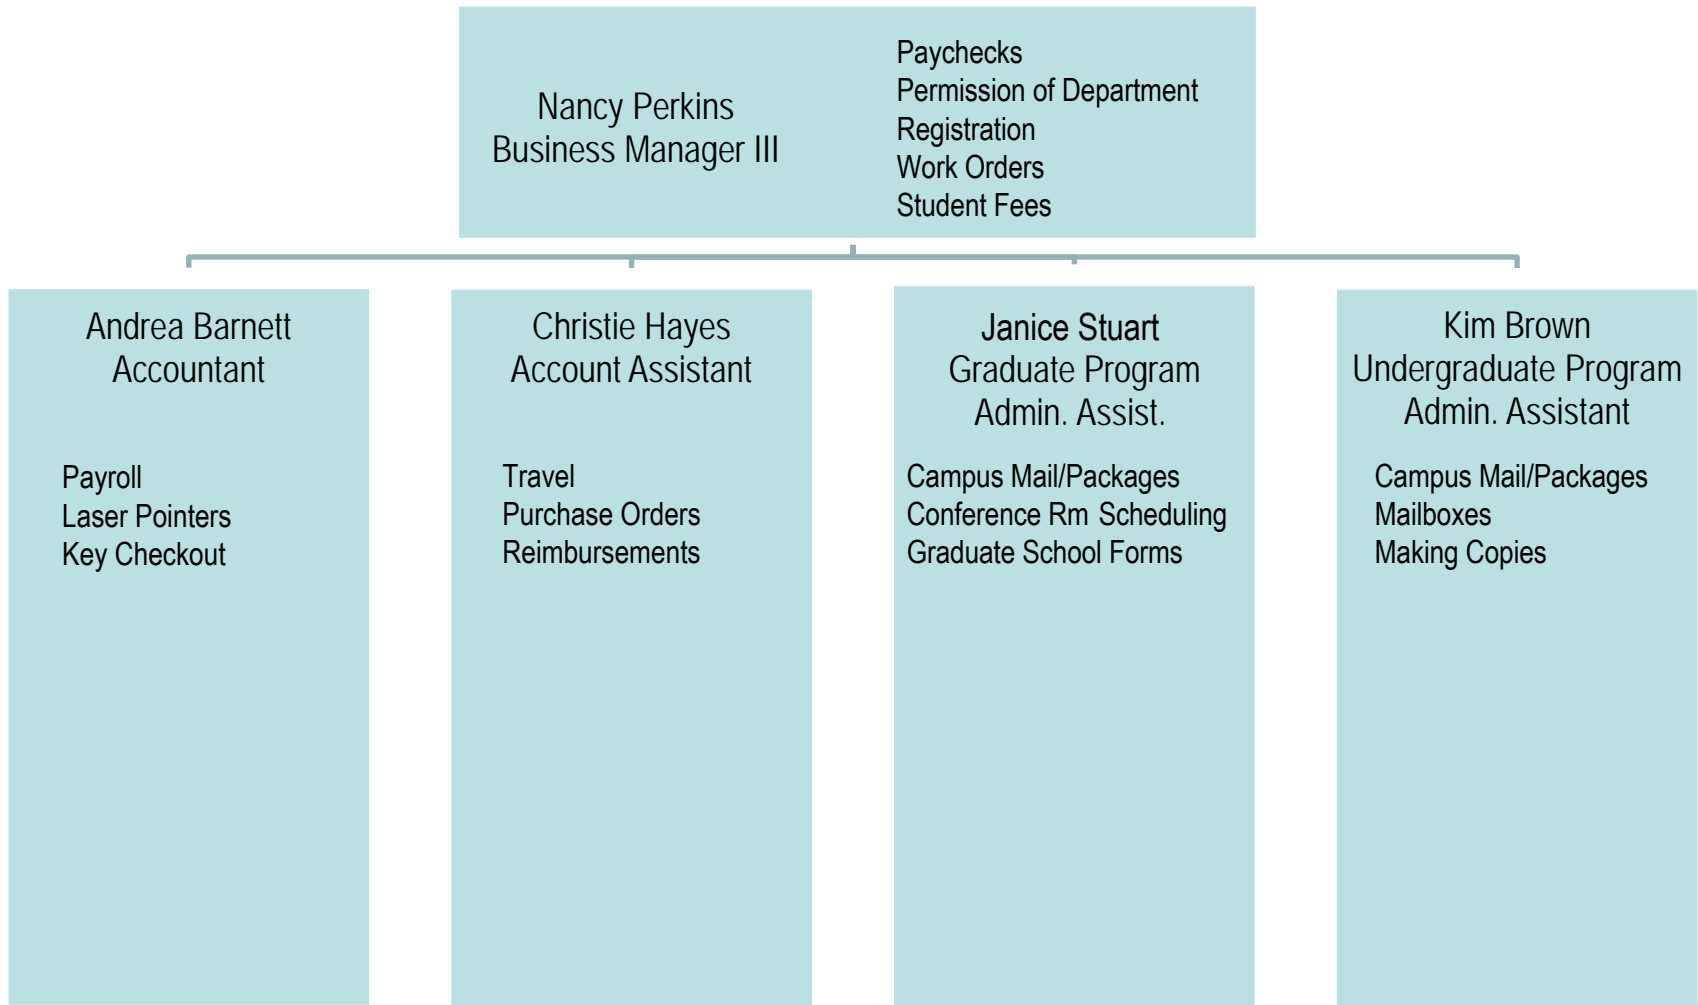 Nancy Perkins
Business Manager III
Paychecks
Permission of Department
Registration
Work Orders
Student Fees
Andrea Barnett
Accountant
Payroll
Laser Pointers
Key Checkout
Christie Hayes
Account Assistant
Travel
Purchase Orders
Reimbursements
Janice Stuart
Graduate Program
Admin. Assist.
Campus Mail/Packages
Conference Rm Scheduling
Graduate School Forms
Kim Brown
Undergraduate Program
Admin. Assistant
Campus Mail/Packages
Mailboxes
Making Copies